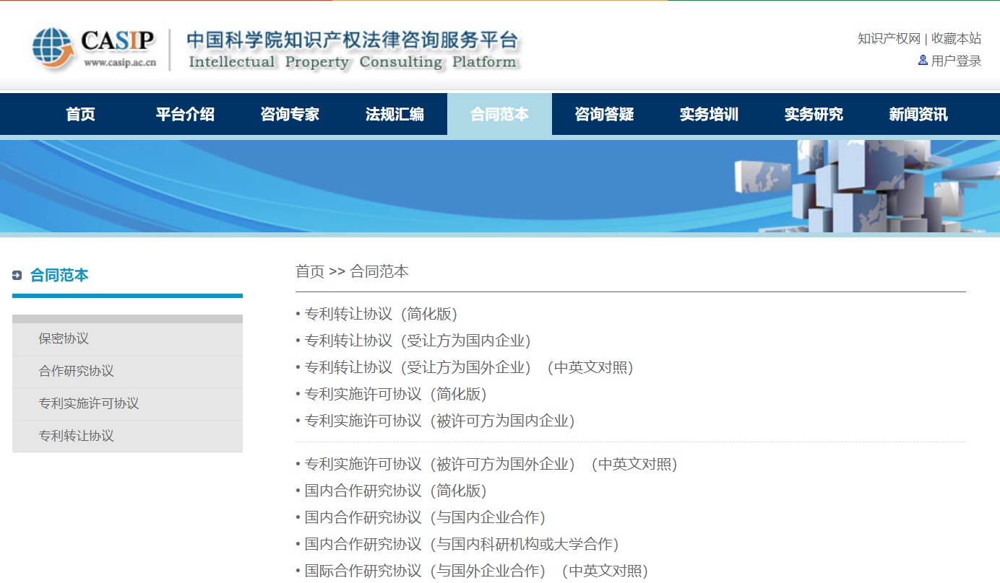 CASIP
www.casip.ac.cn
中国科学院知识产权法律咨询服务平台
Intellectual Property Consulting Platform
知识产权网 | 收藏本站
用户登录
首页 平台介绍 咨询专家 法规汇编 合同范本 咨询答疑 实务培训 实务研究 新闻资讯
合同范本
保密协议
合作研究协议
专利实施许可协议
专利转让协议
首页 >> 合同范本
• 专利转让协议（简化版）
• 专利转让协议（受让方为国内企业）
• 专利转让协议（受让方为国外企业）（中英文对照）
• 专利实施许可协议（简化版）
• 专利实施许可协议（被许可方为国内企业）
• 专利实施许可协议（被许可方为国外企业）（中英文对照）
• 国内合作研究协议（简化版）
• 国内合作研究协议（与国内企业合作）
• 国内合作研究协议（与国内科研机构或大学合作）
• 国际合作研究协议（与国外企业合作）（中英文对照）